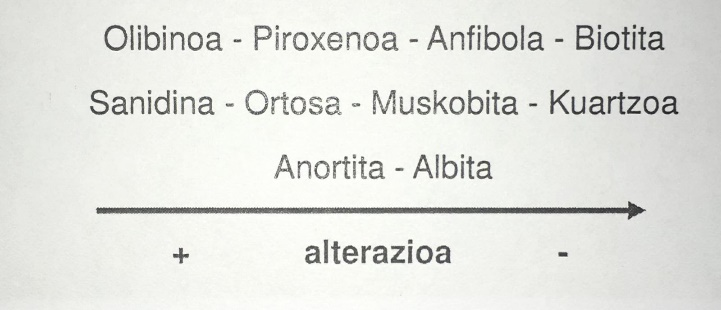 Olibinoa - Piroxenoa - Anfibola - Biotita
Sanidina - Ortosa - Muskobita - Kuartzoa
Anortita - Albita
+ alterazioa -